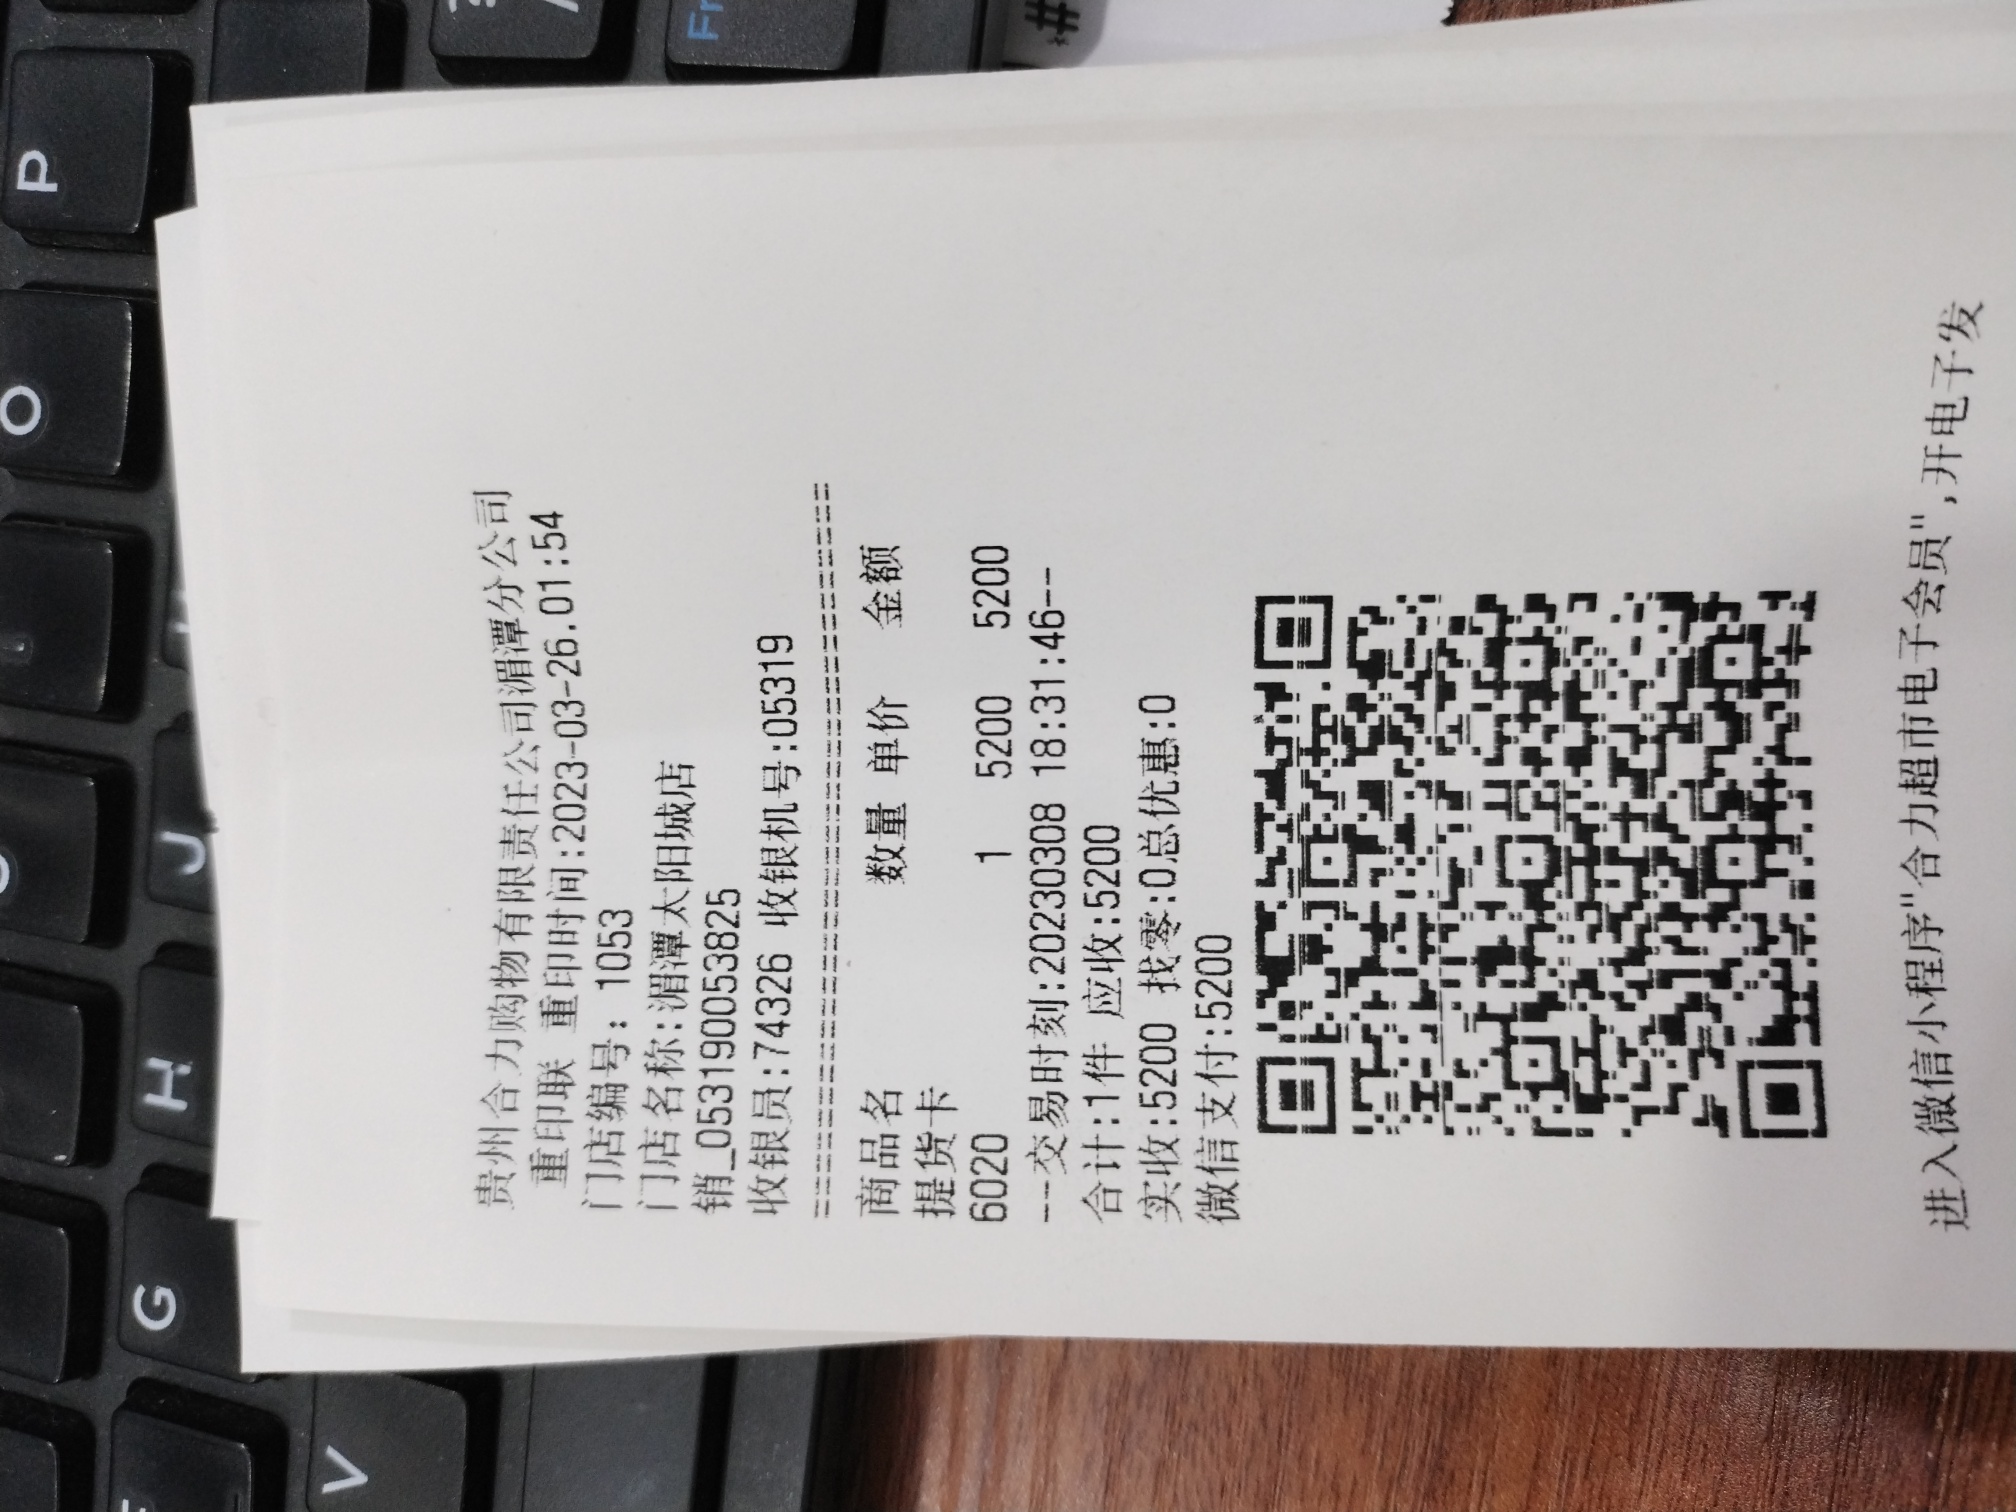 贵州合力购物有限责任公司湄潭分公司
重印联 重印时间:2023-03-26.01:54
门店编号: 1053
门店名称:湄潭太阳城店
销_053190053825
收银员:74326 收银机号:05319
================================
商品名 数量 单价 金额
提货卡
6020 1 5200 5200
--交易时刻:20230308 18:31:46--
合计:1件 应收:5200
实收:5200 找零:0总优惠:0
微信支付:5200
进入微信小程序"合力超市电子会员",开电子发
P
O
J
H
G
V
Fn
#